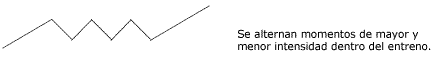 Se alternan momentos de mayor y
menor intensidad dentro del entreno.